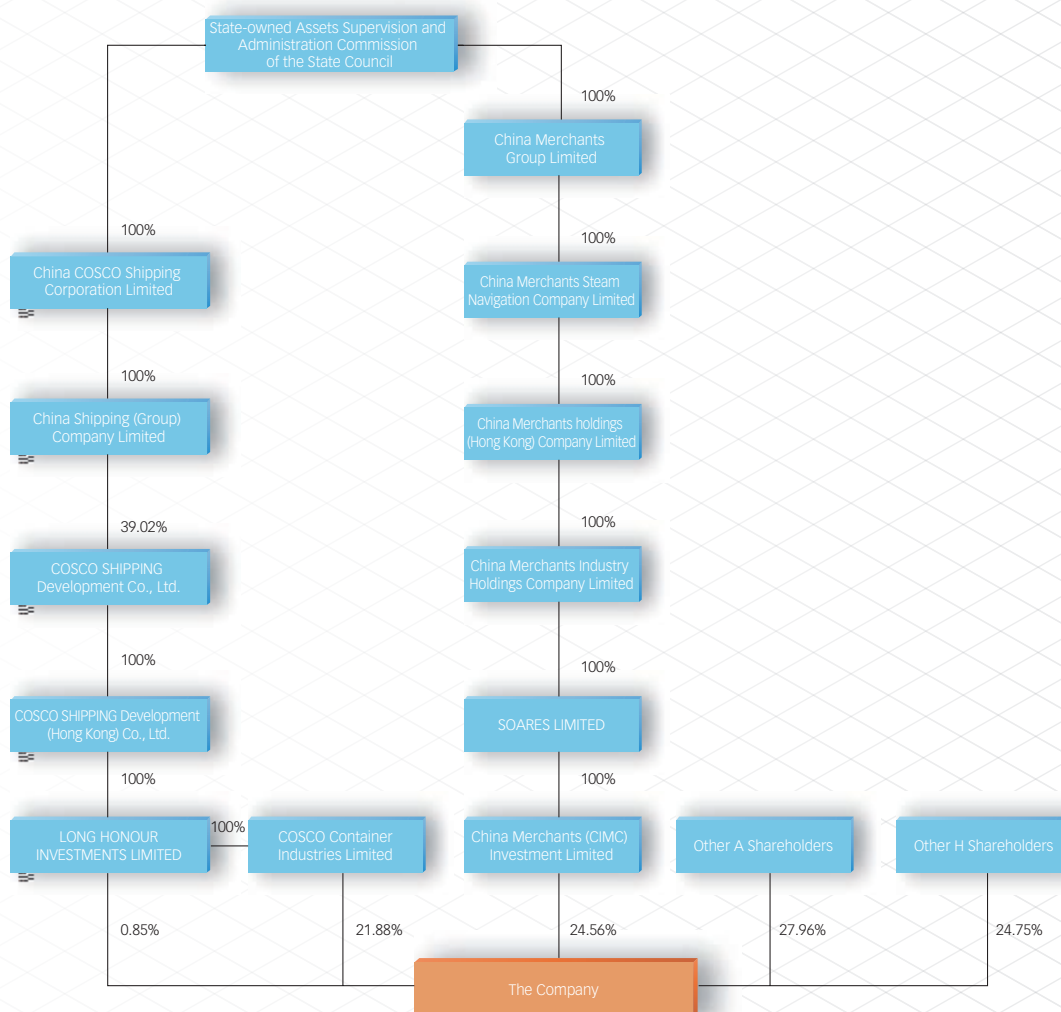 State-owned Assets Supervision and
Administration Commission
of the State Council
100%
China Merchants
Group Limited
100%
100%
China COSCO Shipping
Corporation Limited
China Merchants Steam
Navigation Company Limited
100%
100%
China Shipping (Group)
Company Limited
China Merchants holdings
(Hong Kong) Company Limited
39.02%
100%
COSCO SHIPPING
Development Co., Ltd.
China Merchants Industry
Holdings Company Limited
100%
100%
COSCO SHIPPING Development
(Hong Kong) Co., Ltd.
SOARES LIMITED
100%
100%
LONG HONOUR
INVESTMENTS LIMITED
100%
COSCO Container
Industries Limited
China Merchants (CIMC)
Investment Limited
Other A Shareholders
Other H Shareholders
0.85%
21.88%
24.56%
27.96%
24.75%
The Company